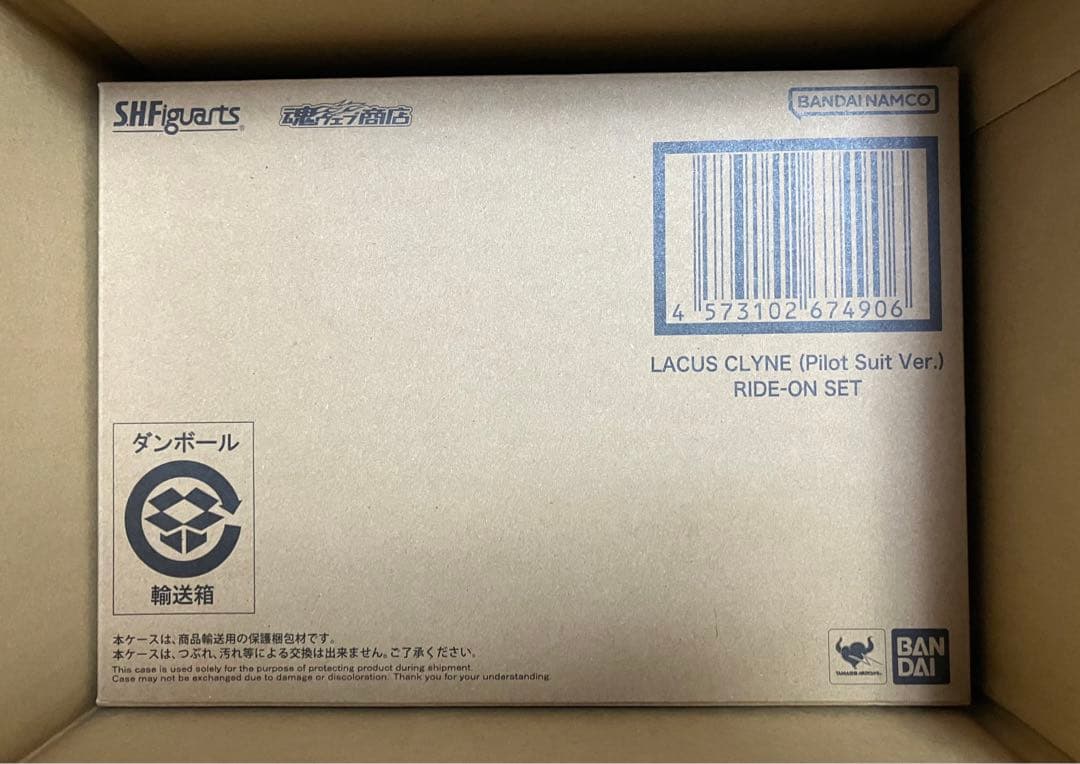 S.H.Figuarts
魂ウェブ商店
BANDAI NAMCO
4 573102 674906
LACUS CLYNE (Pilot Suit Ver.)
RIDE-ON SET
ダンボール
輸送箱
本ケースは、商品輸送用の保護梱包材です。
本ケースは、つぶれ、汚れ等による交換は出来ません。ご了承ください。
This case is used solely for the purpose of protecting product during shipment.
Case may not be exchanged due to damage or discoloration. Thank you for your understanding.
TAMASHII NATIONS
BAN
DAI